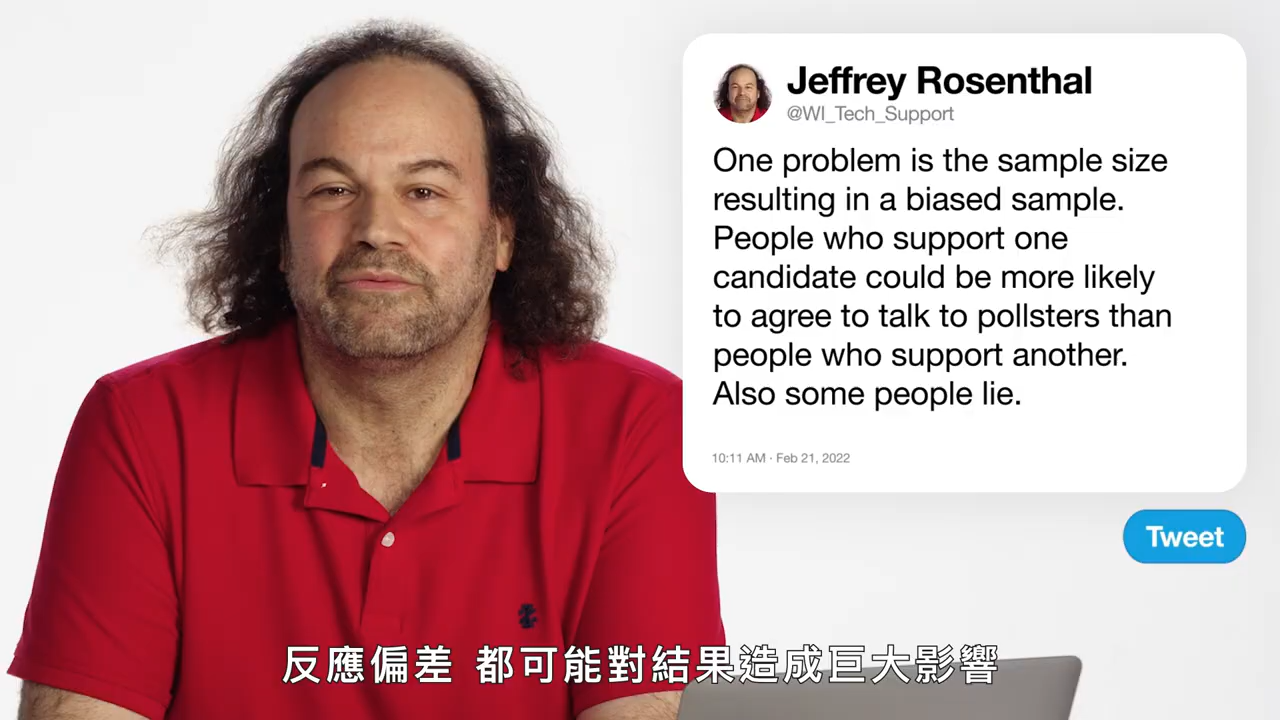 Jeffrey Rosenthal
@WI_Tech_Support
One problem is the sample size
resulting in a biased sample.
People who support one
candidate could be more likely
to agree to talk to pollsters than
people who support another.
Also some people lie.
10:11 AM · Feb 21, 2022
Tweet
反應偏差 都可能對結果造成巨大影響